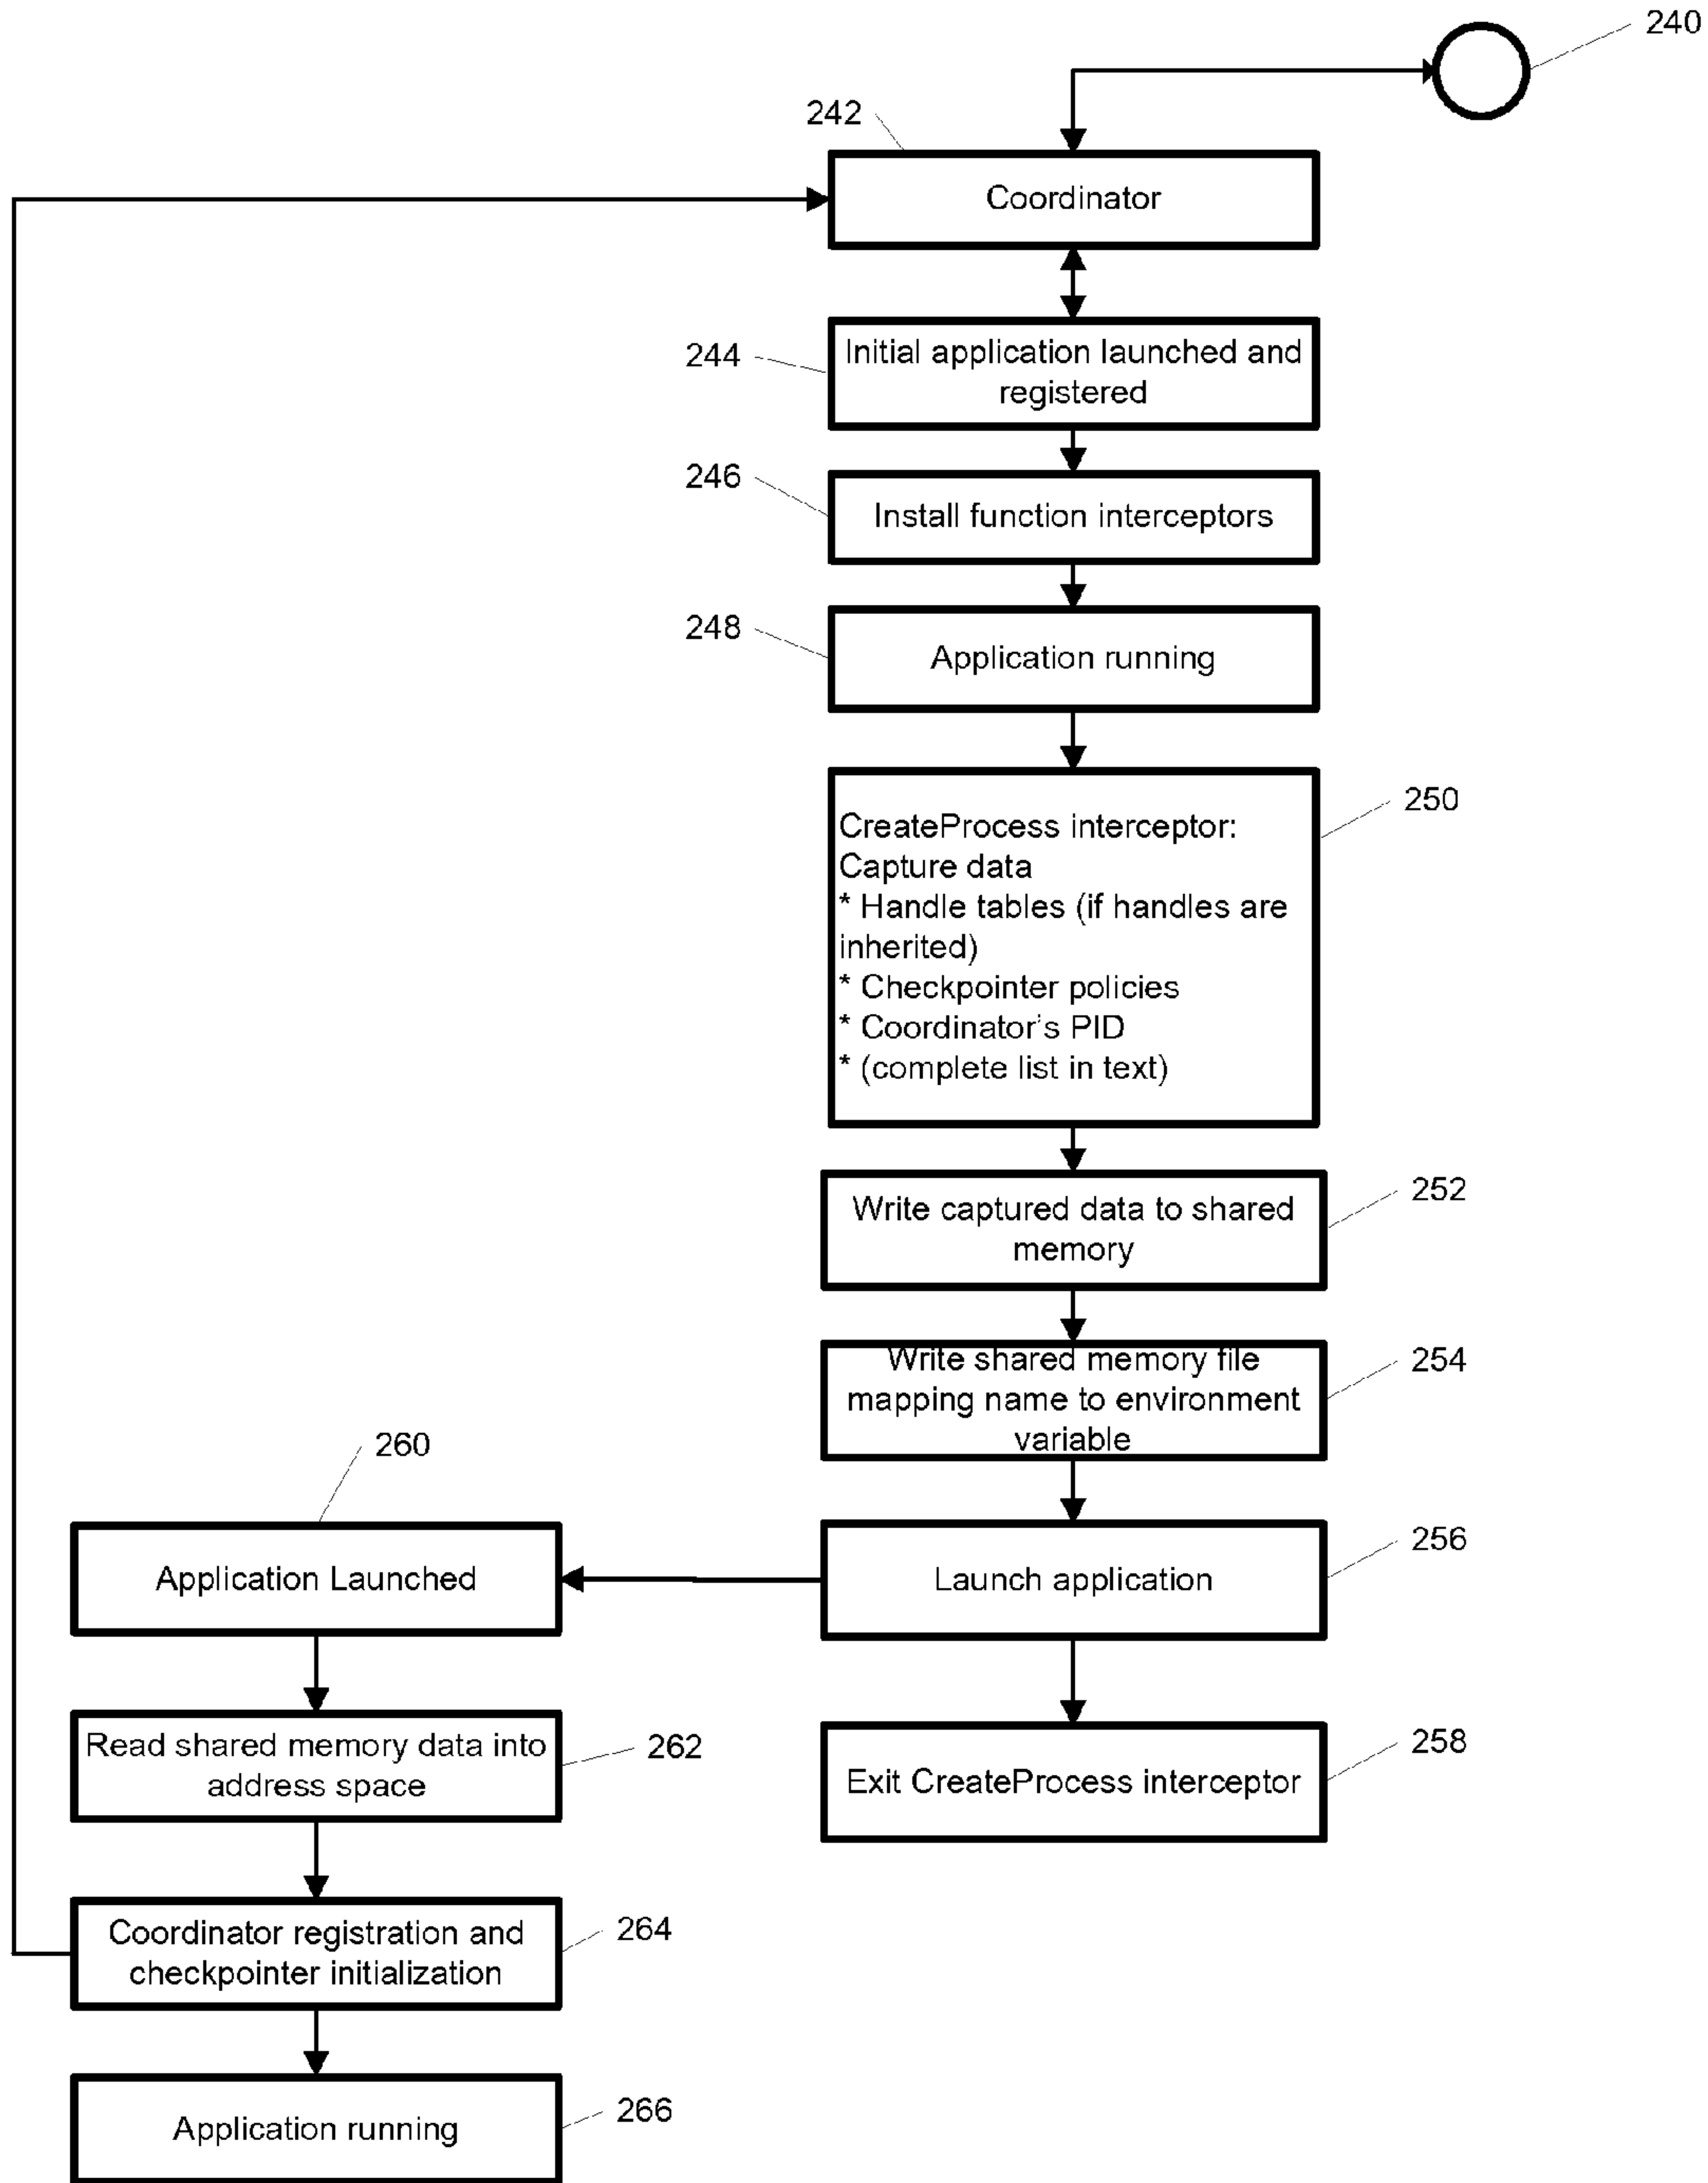 240
242
Coordinator
244
Initial application launched and
registered
246
Install function interceptors
248
Application running
250
CreateProcess interceptor:
Capture data
* Handle tables (if handles are
inherited)
* Checkpointer policies
* Coordinator's PID
* (complete list in text)
252
Write captured data to shared
memory
254
Write shared memory file
mapping name to environment
variable
260
256
Application Launched
Launch application
258
Read shared memory data into
address space
262
Exit CreateProcess interceptor
264
Coordinator registration and
checkpointer initialization
Application running
266